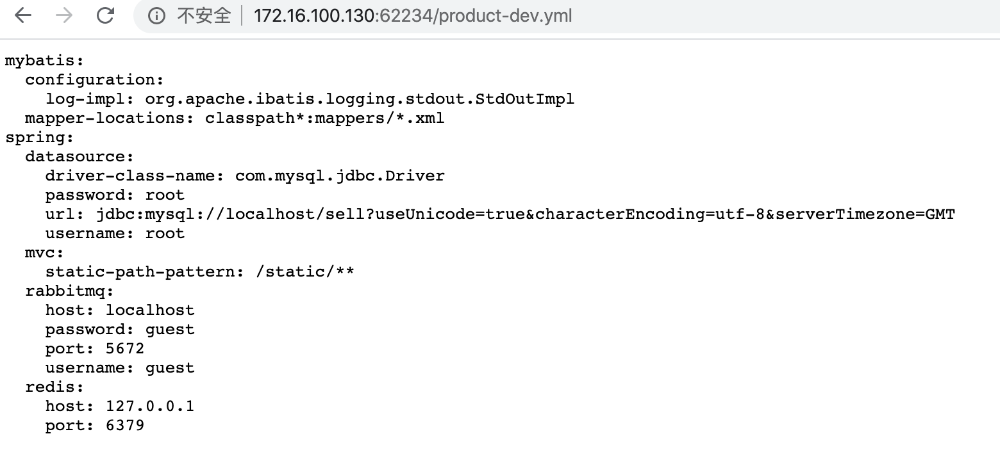 不安全 172.16.100.130:62234/product-dev.yml
mybatis:
  configuration:
    log-impl: org.apache.ibatis.logging.stdout.StdOutImpl
  mapper-locations: classpath*:mappers/*.xml
spring:
  datasource:
    driver-class-name: com.mysql.jdbc.Driver
    password: root
    url: jdbc:mysql://localhost/sell?useUnicode=true&characterEncoding=utf-8&serverTimezone=GMT
    username: root
  mvc:
    static-path-pattern: /static/**
  rabbitmq:
    host: localhost
    password: guest
    port: 5672
    username: guest
  redis:
    host: 127.0.0.1
    port: 6379